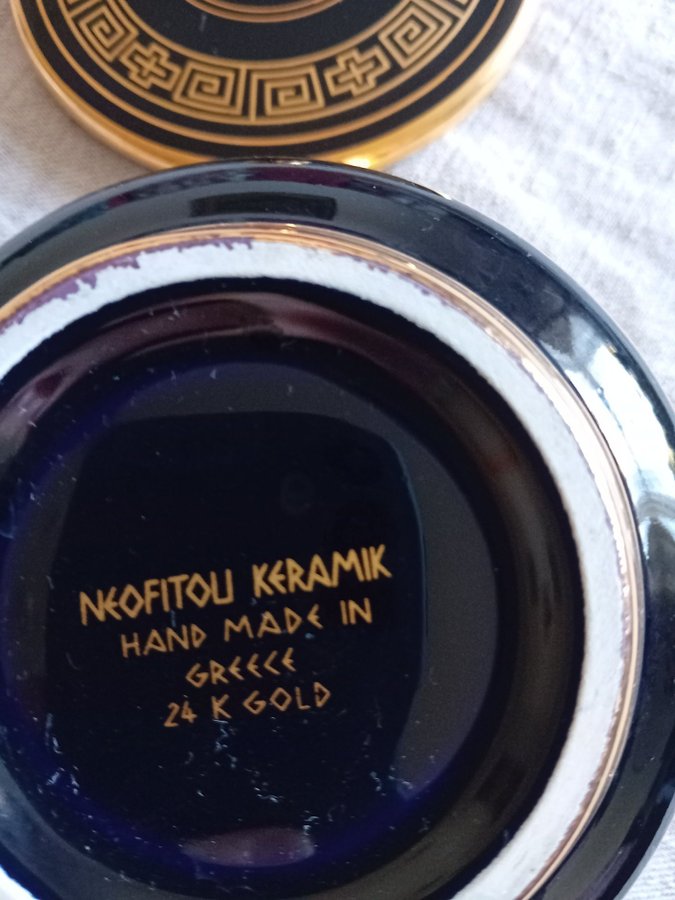 NEOFITOU KERAMIK
HAND MADE IN
GREECE
24 K GOLD